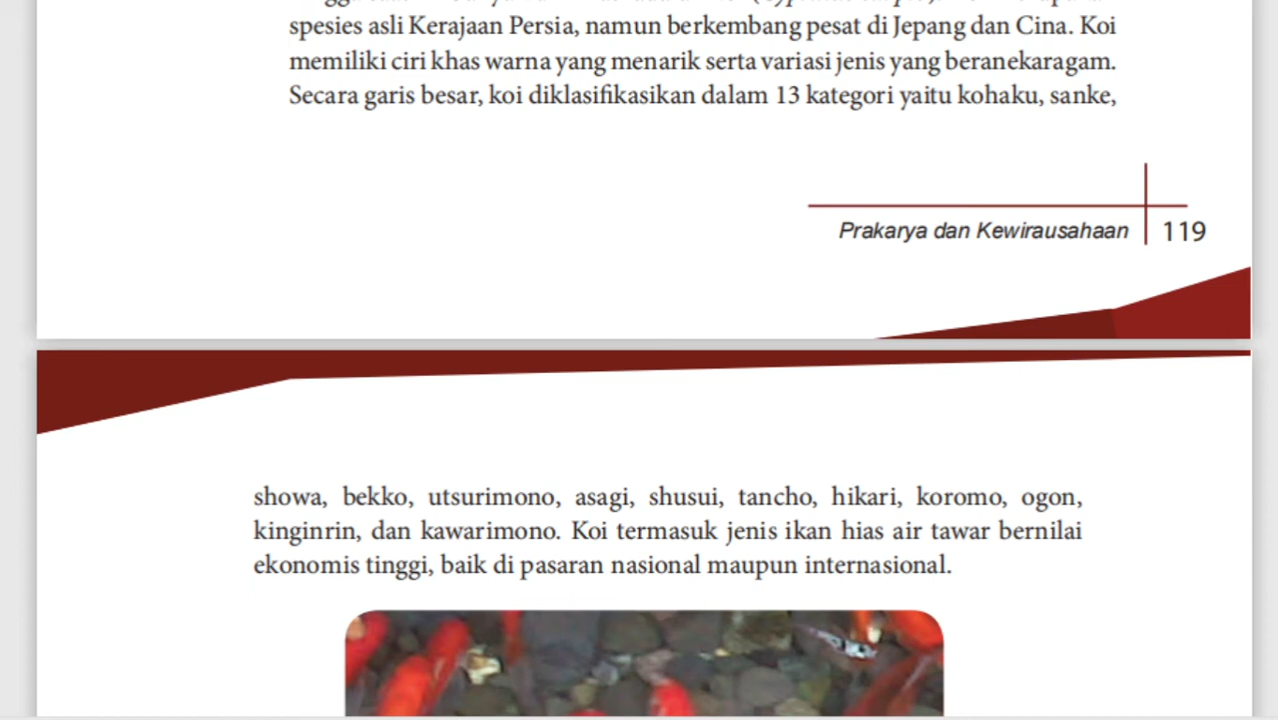 spesies asli Kerajaan Persia, namun berkembang pesat di Jepang dan Cina. Koi
memiliki ciri khas warna yang menarik serta variasi jenis yang beranekaragam.
Secara garis besar, koi diklasifikasikan dalam 13 kategori yaitu kohaku, sanke,
Prakarya dan Kewirausahaan 119
showa, bekko, utsurimono, asagi, shusui, tancho, hikari, koromo, ogon,
kinginrin, dan kawarimono. Koi termasuk jenis ikan hias air tawar bernilai
ekonomis tinggi, baik di pasaran nasional maupun internasional.